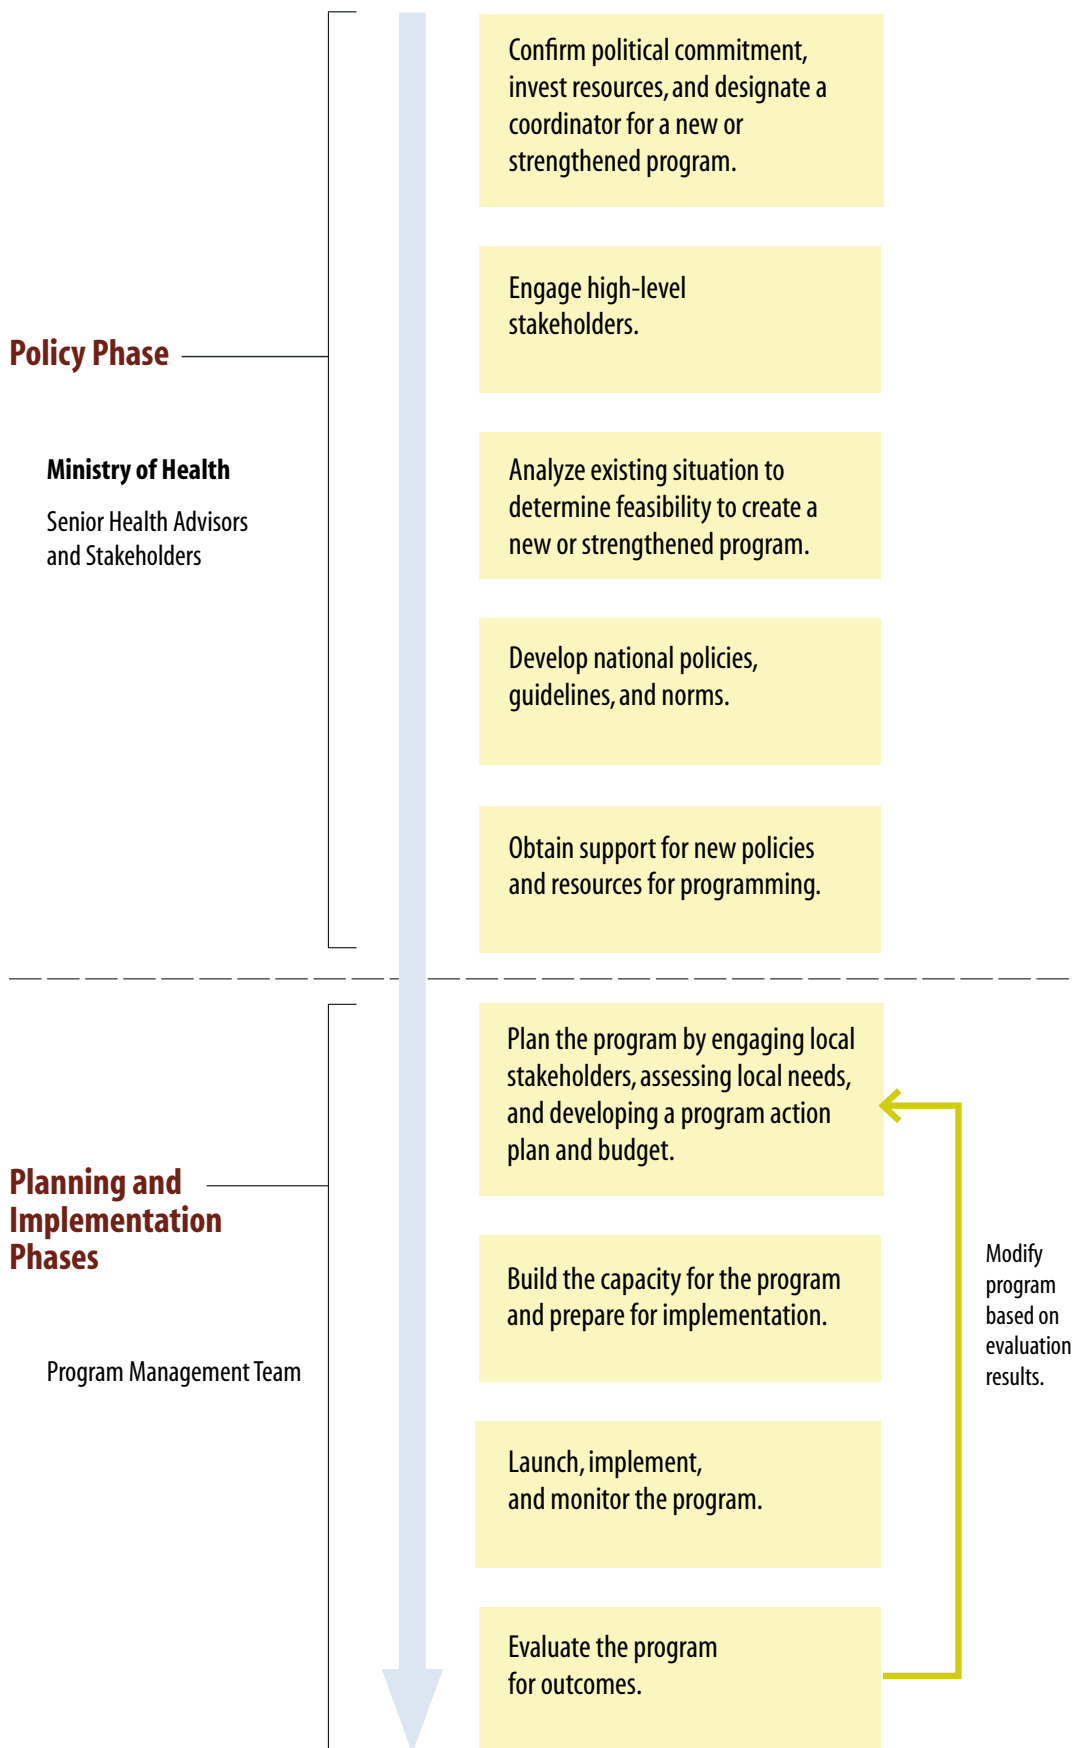 Confirm political commitment,
invest resources, and designate a
coordinator for a new or
strengthened program.
Engage high-level
stakeholders.
Policy Phase
Ministry of Health
Senior Health Advisors
and Stakeholders
Analyze existing situation to
determine feasibility to create a
new or strengthened program.
Develop national policies,
guidelines, and norms.
Obtain support for new policies
and resources for programming.
Plan the program by engaging local
stakeholders, assessing local needs,
and developing a program action
plan and budget.
Planning and
Implementation
Phases
Program Management Team
Build the capacity for the program
and prepare for implementation.
Launch, implement,
and monitor the program.
Evaluate the program
for outcomes.
Modify
program
based on
evaluation
results.